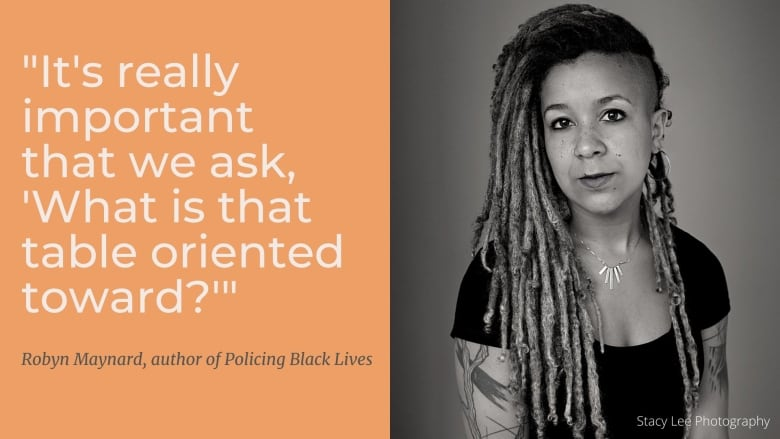 "It's really
important
that we ask,
'What is that
table oriented
toward?'"
Robyn Maynard, author of Policing Black Lives
Stacy Lee Photography